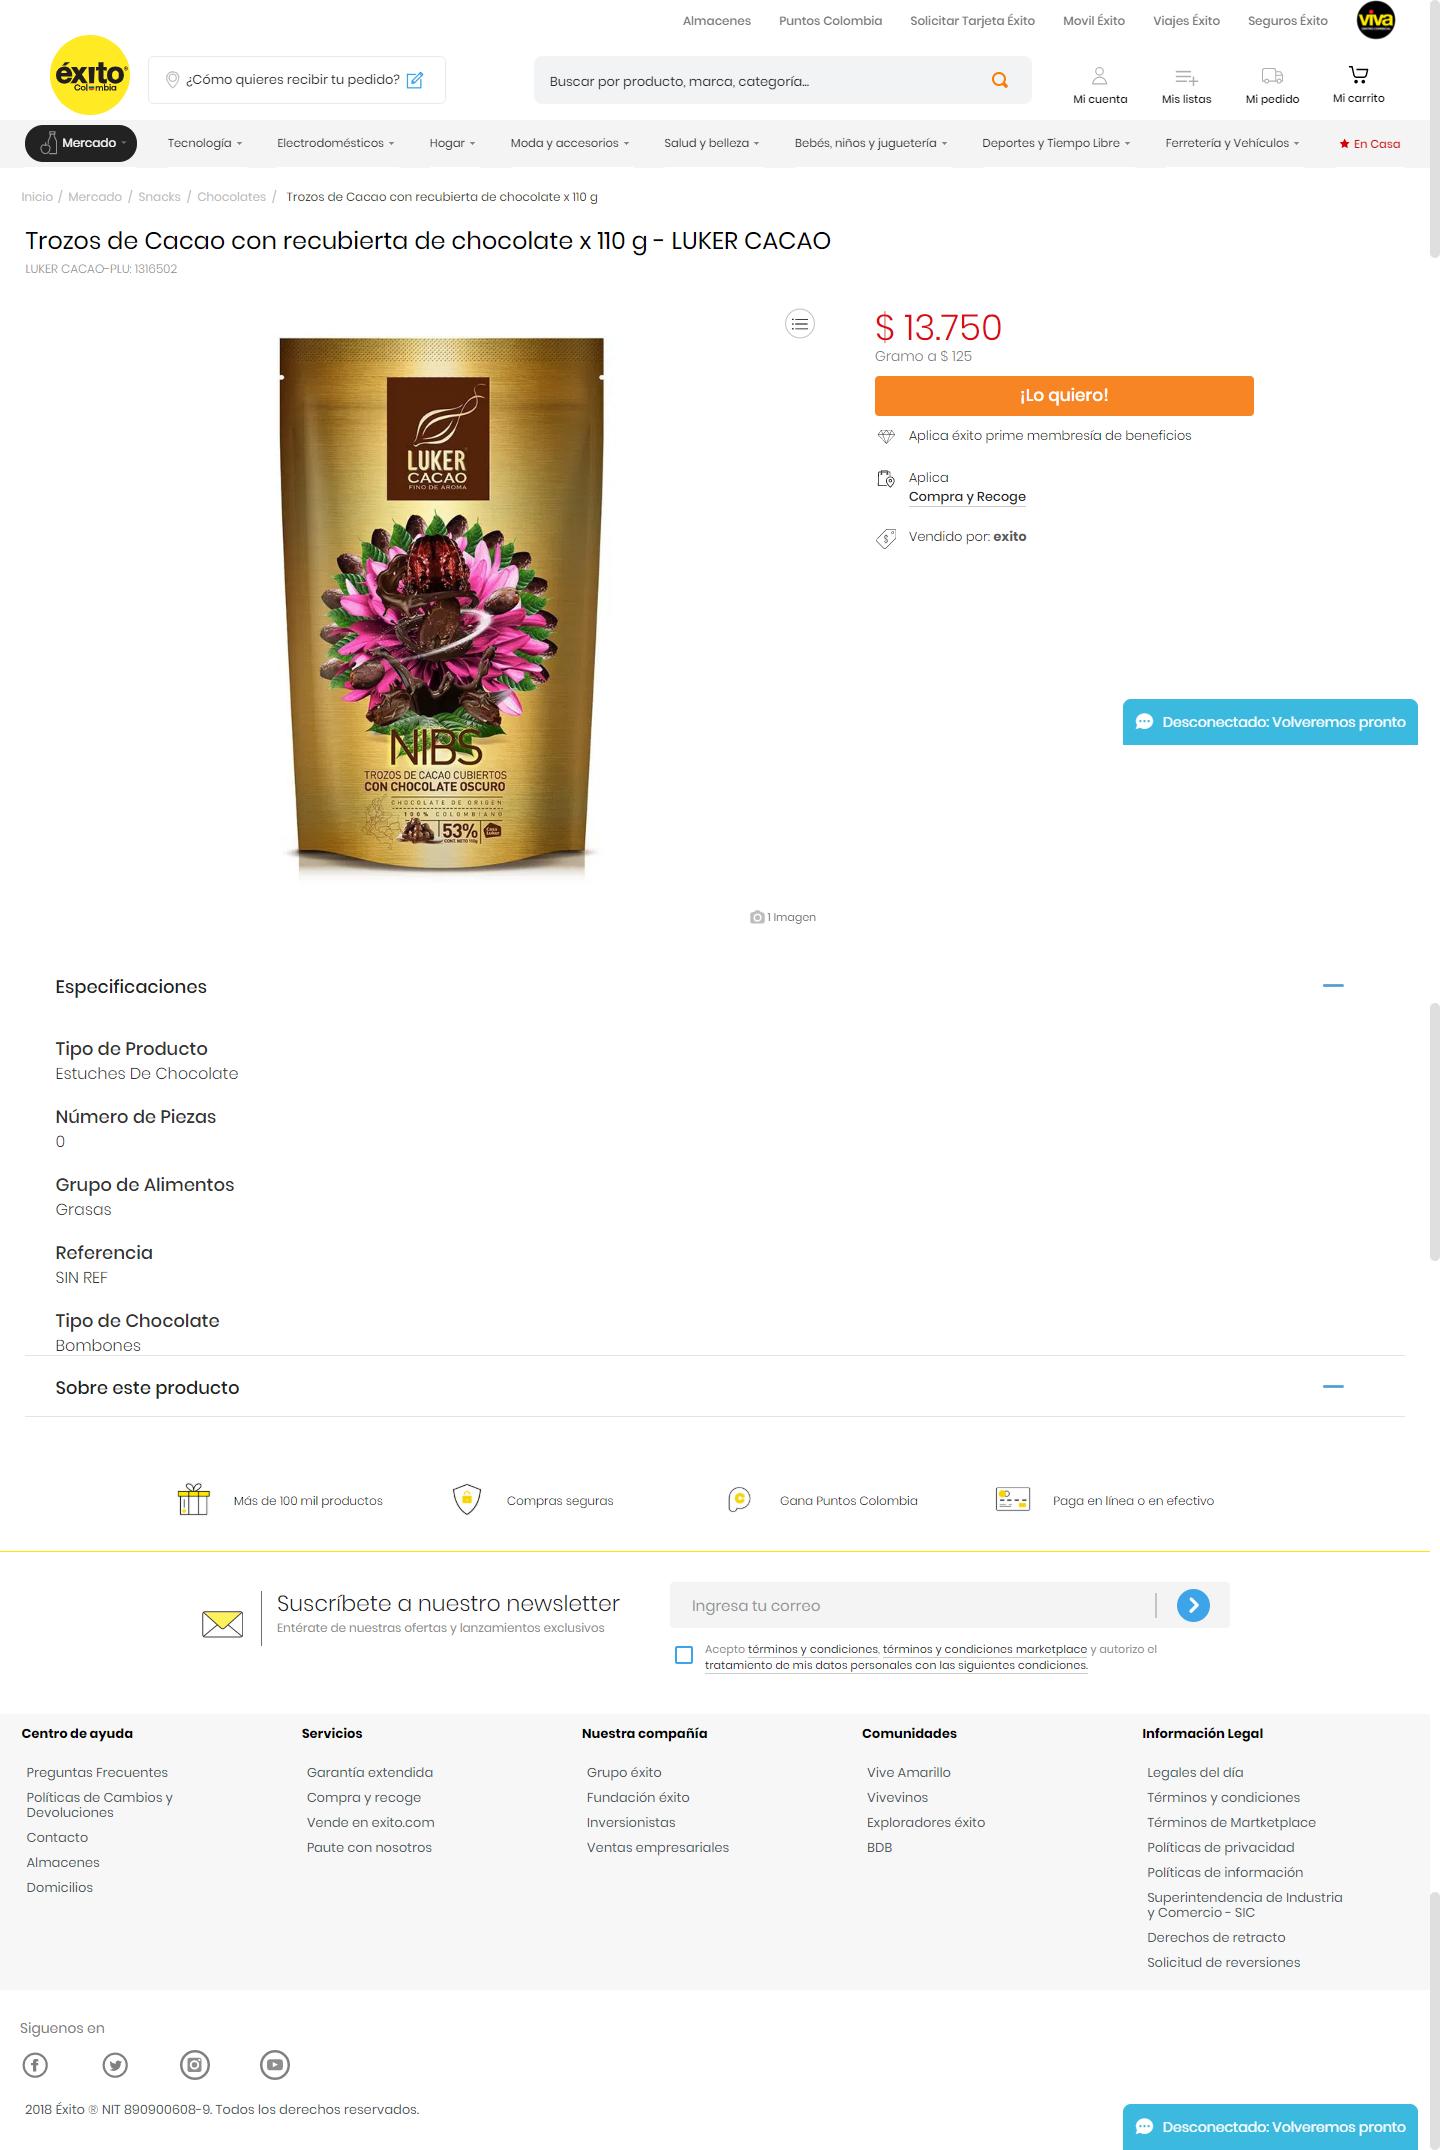 Almacenes Puntos Colombia Solicitar Tarjeta Éxito Movil Éxito Viajes Éxito Seguros Éxito viva
éxito
Colombia
¿Cómo quieres recibir tu pedido?
Buscar por producto, marca, categoría...
Mi cuenta Mis listas Mi pedido Mi carrito
Mercado Tecnología Electrodomésticos Hogar Moda y accesorios Salud y belleza Bebés, niños y juguetería Deportes y Tiempo Libre Ferretería y Vehículos En Casa
Inicio / Mercado / Snacks / Chocolates / Trozos de Cacao con recubierta de chocolate x 110 g
Trozos de Cacao con recubierta de chocolate x 110 g - LUKER CACAO
LUKER CACAO-PLU: 1316502
LUKER
CACAO
FINO DE AROMA
NIBS
TROZOS DE CACAO CUBIERTOS
CON CHOCOLATE OSCURO
CHOCOLATE DE ORIGEN
100% COLOMBIANO
53%
CONT. NETO 110g
1 Imagen
$ 13.750
Gramo a $ 125
¡Lo quiero!
Aplica éxito prime membresía de beneficios
Aplica
Compra y Recoge
Vendido por: exito
Desconectado: Volveremos pronto
Especificaciones
Tipo de Producto
Estuches De Chocolate
Número de Piezas
0
Grupo de Alimentos
Grasas
Referencia
SIN REF
Tipo de Chocolate
Bombones
Sobre este producto
Más de 100 mil productos
Compras seguras
Gana Puntos Colombia
Paga en línea o en efectivo
Suscríbete a nuestro newsletter
Entérate de nuestras ofertas y lanzamientos exclusivos
Ingresa tu correo
Acepto términos y condiciones, términos y condiciones marketplace y autorizo el
tratamiento de mis datos personales con las siguientes condiciones.
Centro de ayuda
Preguntas Frecuentes
Políticas de Cambios y
Devoluciones
Contacto
Almacenes
Domicilios
Servicios
Garantía extendida
Compra y recoge
Vende en exito.com
Paute con nosotros
Nuestra compañía
Grupo éxito
Fundación éxito
Inversionistas
Ventas empresariales
Comunidades
Vive Amarillo
Vivevinos
Exploradores éxito
BDB
Información Legal
Legales del día
Términos y condiciones
Términos de Martketplace
Políticas de privacidad
Políticas de información
Superintendencia de Industria
y Comercio - SIC
Derechos de retracto
Solicitud de reversiones
Siguenos en
2018 Éxito ® NIT 890900608-9. Todos los derechos reservados.
Desconectado: Volveremos pronto